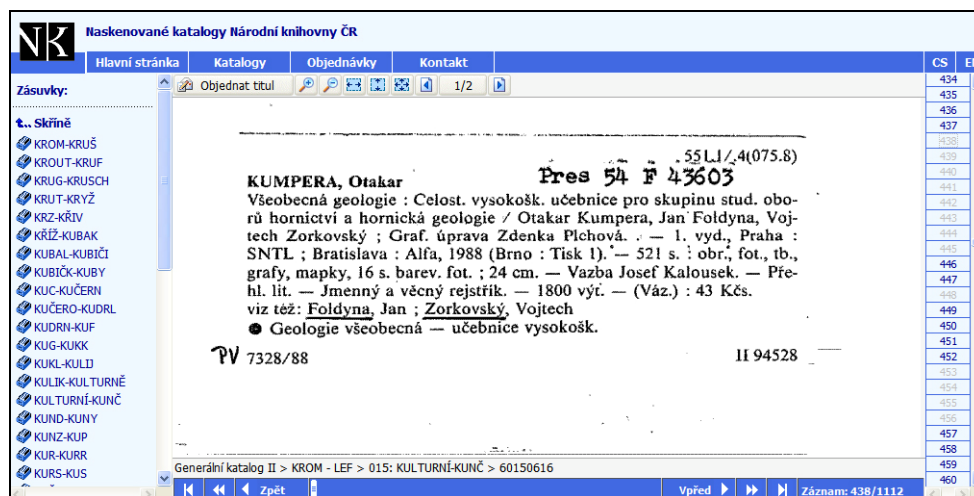 NK
Naskenované katalogy Národní knihovny ČR
Hlavní stránka Katalogy Objednávky Kontakt CS
Zásuvky:
Objednat titul 1/2
Skříně
KROM-KRUŠ
KROUT-KRUF
KRUG-KRUSCH
KRUT-KRYŽ
KRZ-KŘIV
KŘÍŽ-KUBAK
KUBAL-KUBIČI
KUBIČK-KUBY
KUC-KUČERN
KUČERO-KUDRL
KUDRN-KUF
KUG-KUKK
KUKL-KULIJ
KULIK-KULTURNĚ
KULTURNÍ-KUNČ
KUND-KUNY
KUNZ-KUP
KUR-KURR
KURS-KUS
551.1/.4(075.8)
Pres 54 F 43603
KUMPERA, Otakar
Všeobecná geologie : Celost. vysokošk. učebnice pro skupinu stud. obo-
rů hornictví a hornická geologie / Otakar Kumpera, Jan Foldyna, Voj-
tech Zorkovský ; Graf. úprava Zdenka Plchová. — 1. vyd., Praha :
SNTL ; Bratislava : Alfa, 1988 (Brno : Tisk 1). — 521 s. : obr., fot., tb.,
grafy, mapky, 16 s. barev. fot. ; 24 cm. — Vazba Josef Kalousek. — Pře-
hl. lit. — Jmenný a věcný rejstřík. — 1800 výt. — (Váz.) : 43 Kčs.
viz též: Foldyna, Jan ; Zorkovský, Vojtech
● Geologie všeobecná — učebnice vysokošk.
PV 7328/88 II 94528
434
435
436
437
438
439
440
441
442
443
444
445
446
447
448
449
450
451
452
453
454
455
456
457
458
459
460
Generální katalog II > KROM - LEF > 015: KULTURNÍ-KUNČ > 60150616
Zpět Vpřed Záznam: 438/1112